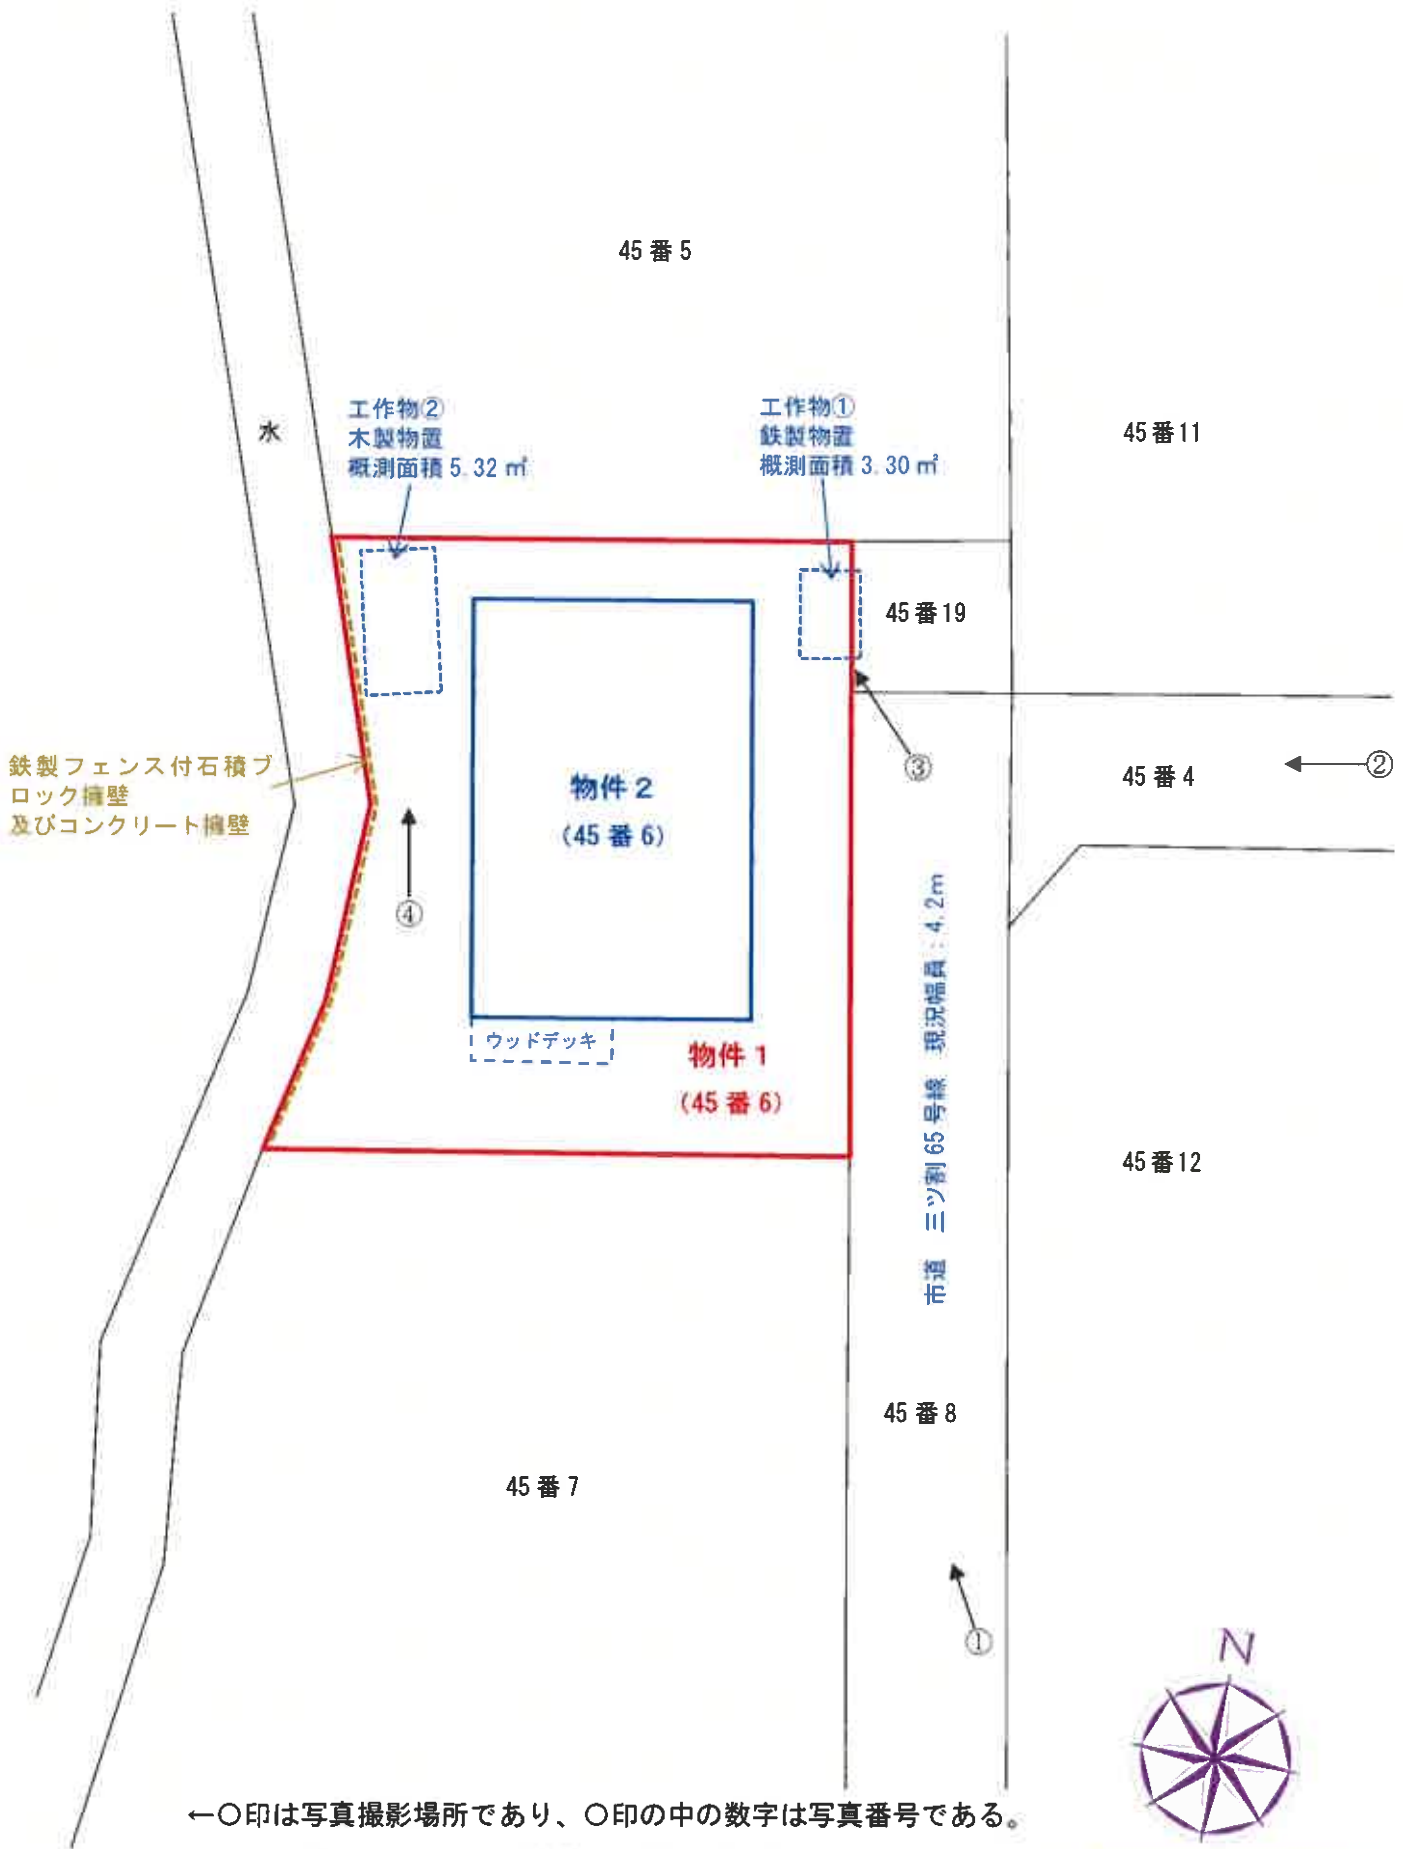 45番5
水
工作物②
木製物置
概測面積 5.32 ㎡
工作物①
鉄製物置
概測面積 3.30 ㎡
45番11
45番19
鉄製フェンス付石積ブ
ロック擁壁
及びコンクリート擁壁
物件2
(45番6)
③
45番4
②
④
ウッドデッキ
物件1
(45番6)
市道 三ツ割65号線 現況幅員:4.2m
45番12
45番8
45番7
①
N
←○印は写真撮影場所であり、○印の中の数字は写真番号である。